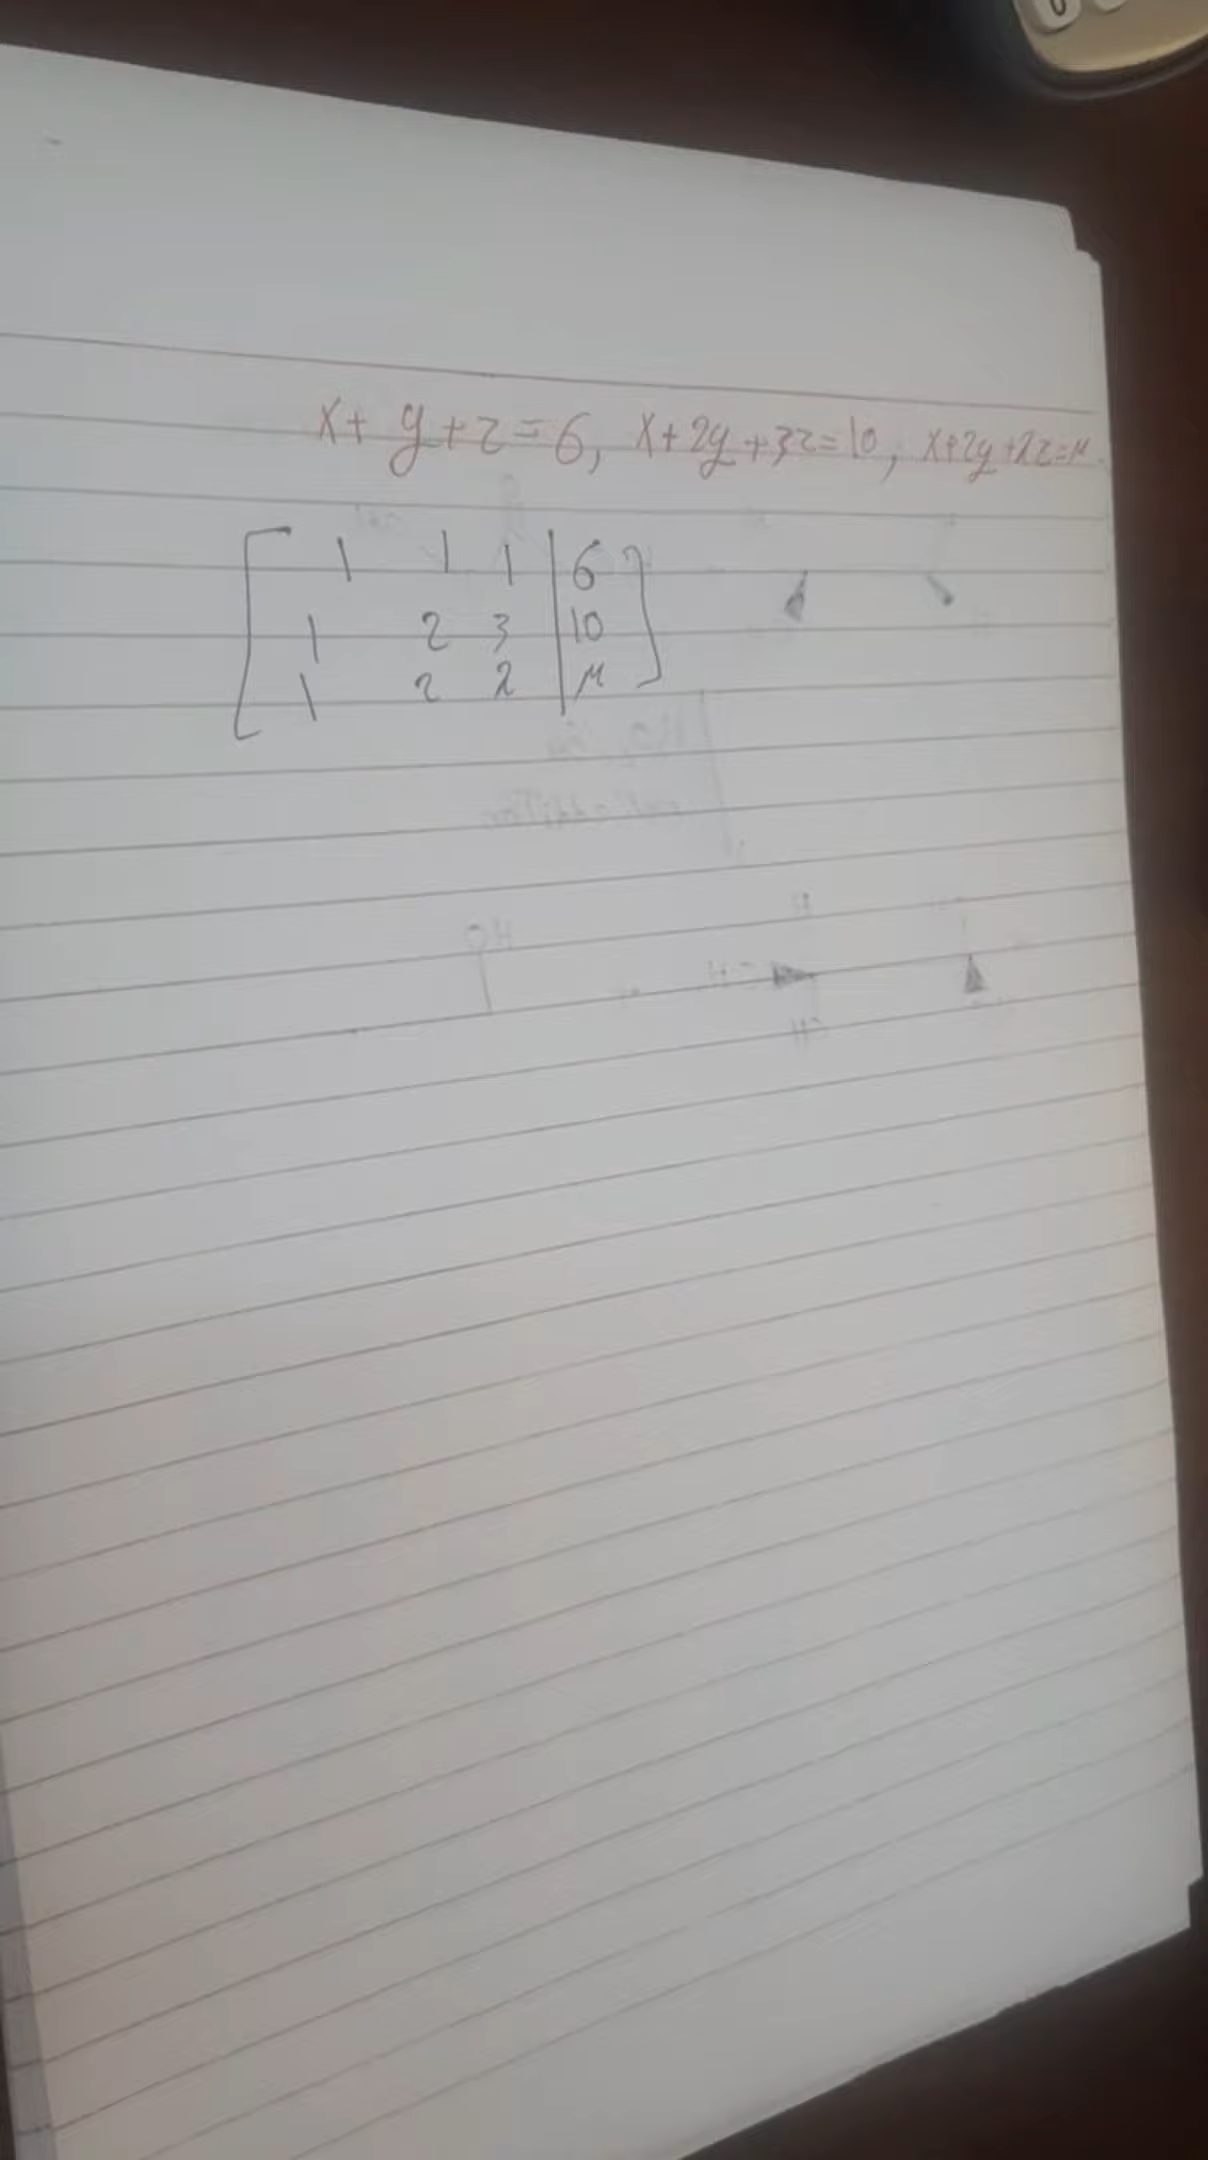 x+ y+z=6, x+2y+3z=10, x+2y+λz=μ
1 1 1 | 6
1 2 3 | 10
1 2 λ | μ